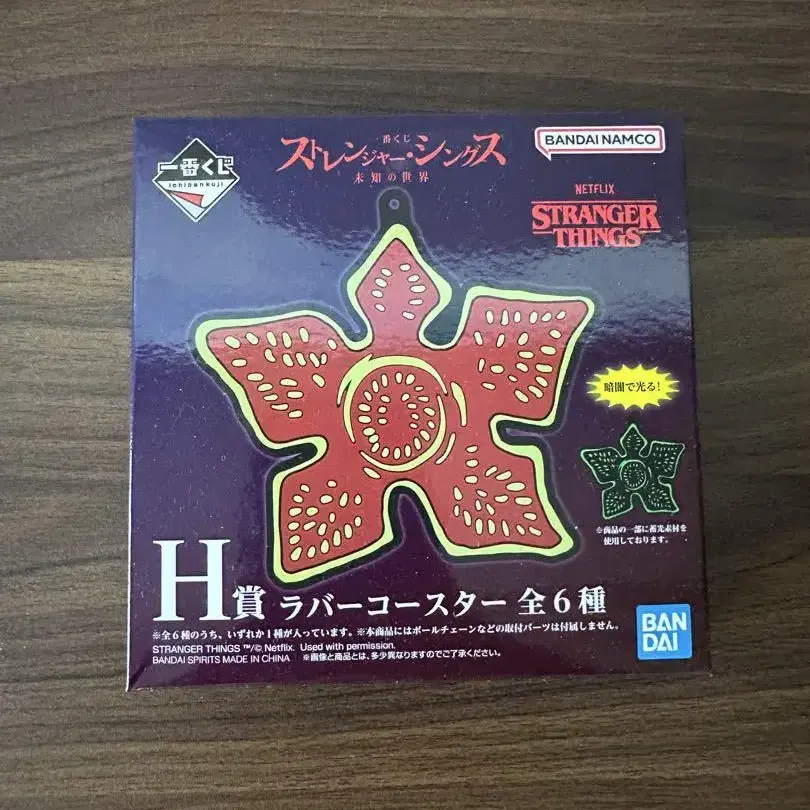 一番くじ
ichibankuji
一番くじ
ストレンジャー・シングス
未知の世界
BANDAI NAMCO
NETFLIX
STRANGER
THINGS
暗闇で光る!
※商品の一部に蓄光素材を
使用しております。
H賞 ラバーコースター 全6種
※全6種のうち、いずれか1種が入っています。※本商品にはボールチェーンなどの取付パーツは付属しません。
STRANGER THINGS ™/© Netflix. Used with permission.
BANDAI SPIRITS MADE IN CHINA ※画像と商品とは、多少異なりますのでご了承ください。
BAN
DAI